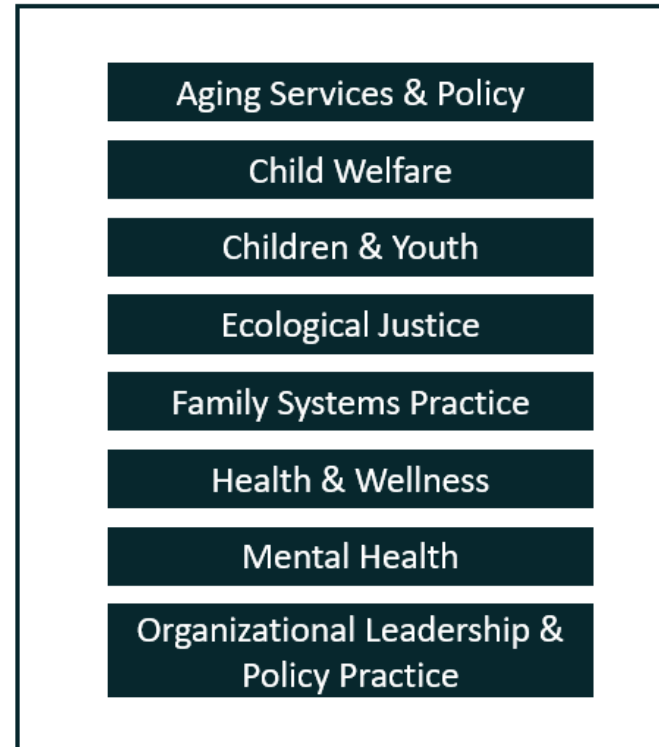 Aging Services & Policy
Child Welfare
Children & Youth
Ecological Justice
Family Systems Practice
Health & Wellness
Mental Health
Organizational Leadership &
Policy Practice